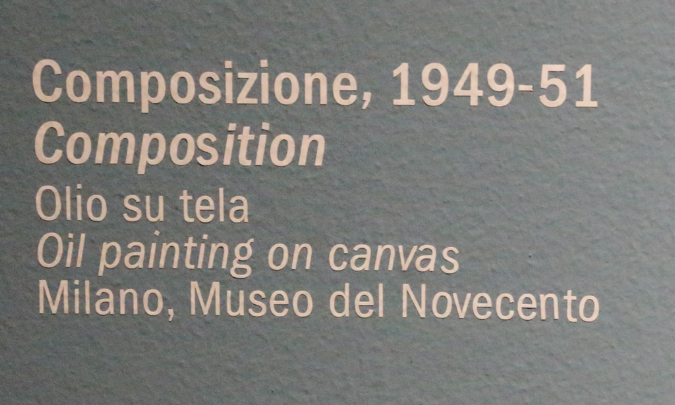 Composizione, 1949-51
Composition
Olio su tela
Oil painting on canvas
Milano, Museo del Novecento